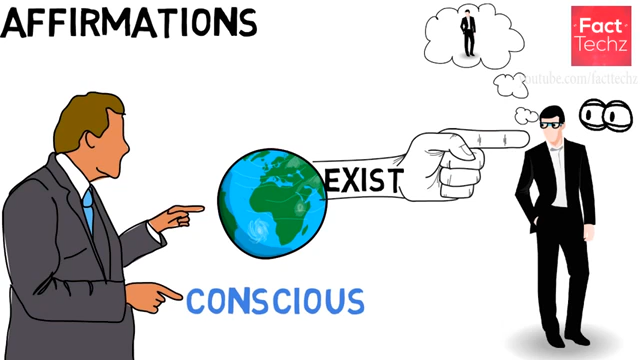 AFFIRMATIONS
Fact
Techz
youtube.com/facttechz
EXIST
CONSCIOUS